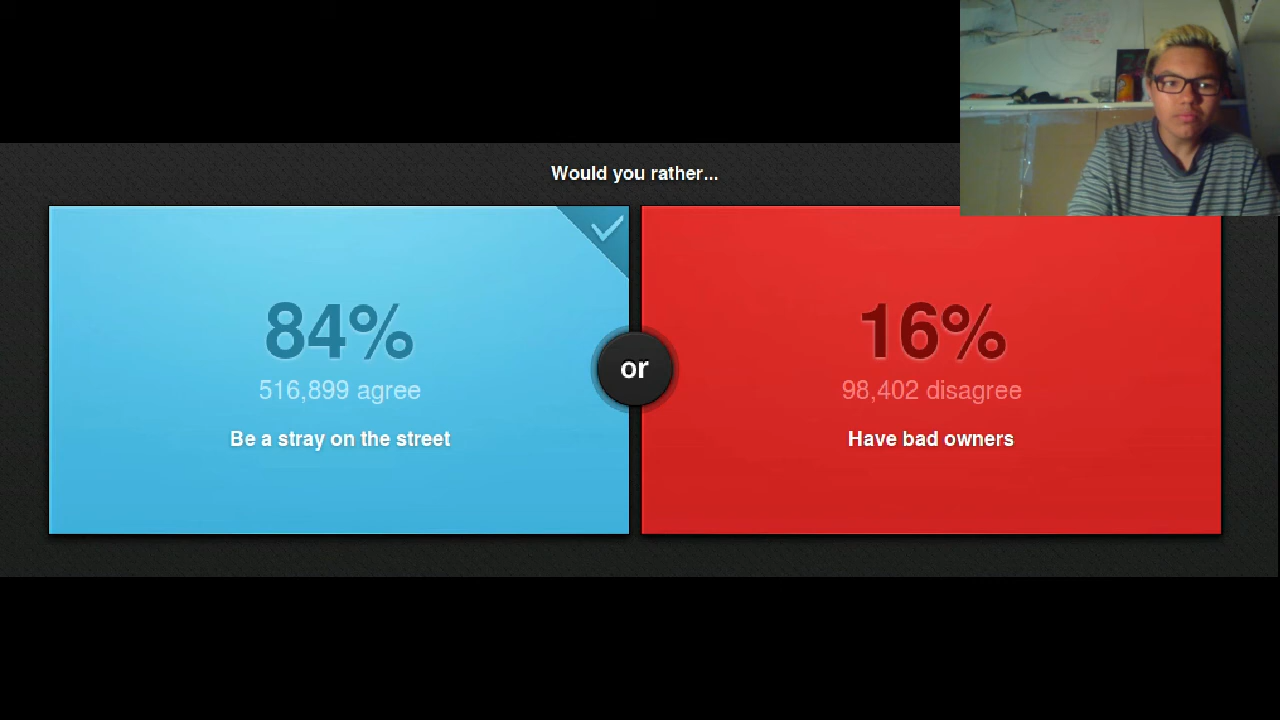 Would you rather...
84%
516,899 agree
Be a stray on the street
or
16%
98,402 disagree
Have bad owners